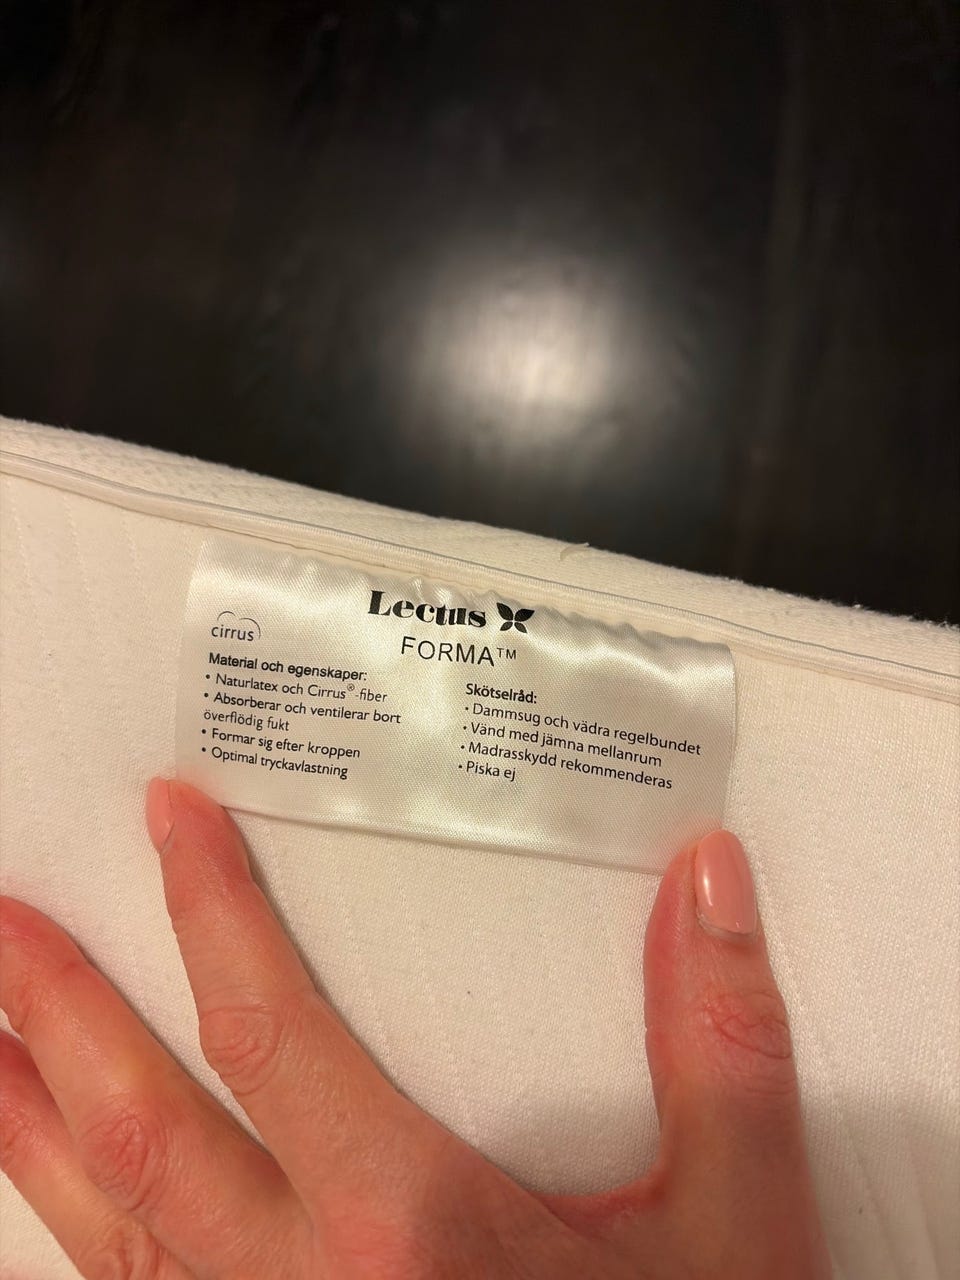 Lectus
FORMA™
cirrus
Material och egenskaper:
• Naturlatex och Cirrus®-fiber
• Absorberar och ventilerar bort
överflödig fukt
• Formar sig efter kroppen
• Optimal tryckavlastning
Skötselråd:
• Dammsug och vädra regelbundet
• Vänd med jämna mellanrum
• Madrasskydd rekommenderas
• Piska ej